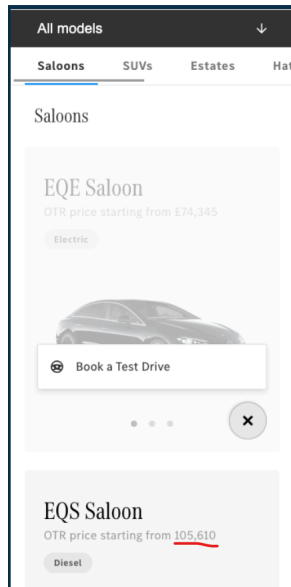 All models ↓
Saloons SUVs Estates Hat
Saloons
EQE Saloon
OTR price starting from £74,345
Electric
Book a Test Drive
×
EQS Saloon
OTR price starting from 105,610
Diesel